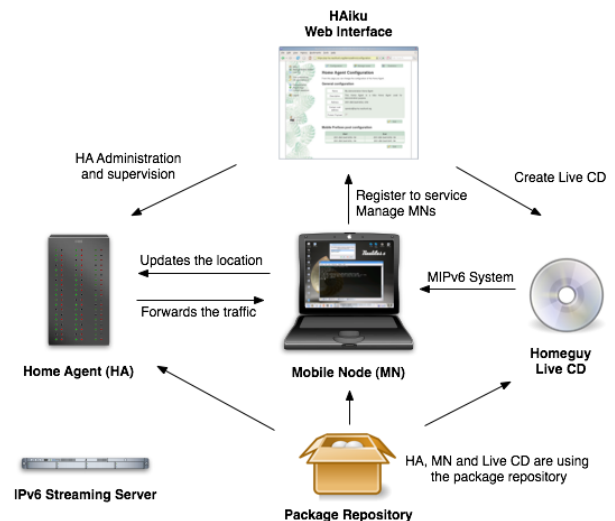 HAiku
Web Interface
Home Agent Configuration
HA Administration
and supervision
Register to service
Manage MNs
Create Live CD
Updates the location
Forwards the traffic
MIPv6 System
Home Agent (HA)
Mobile Node (MN)
Homeguy
Live CD
HA, MN and Live CD are using
the package repository
IPv6 Streaming Server
Package Repository